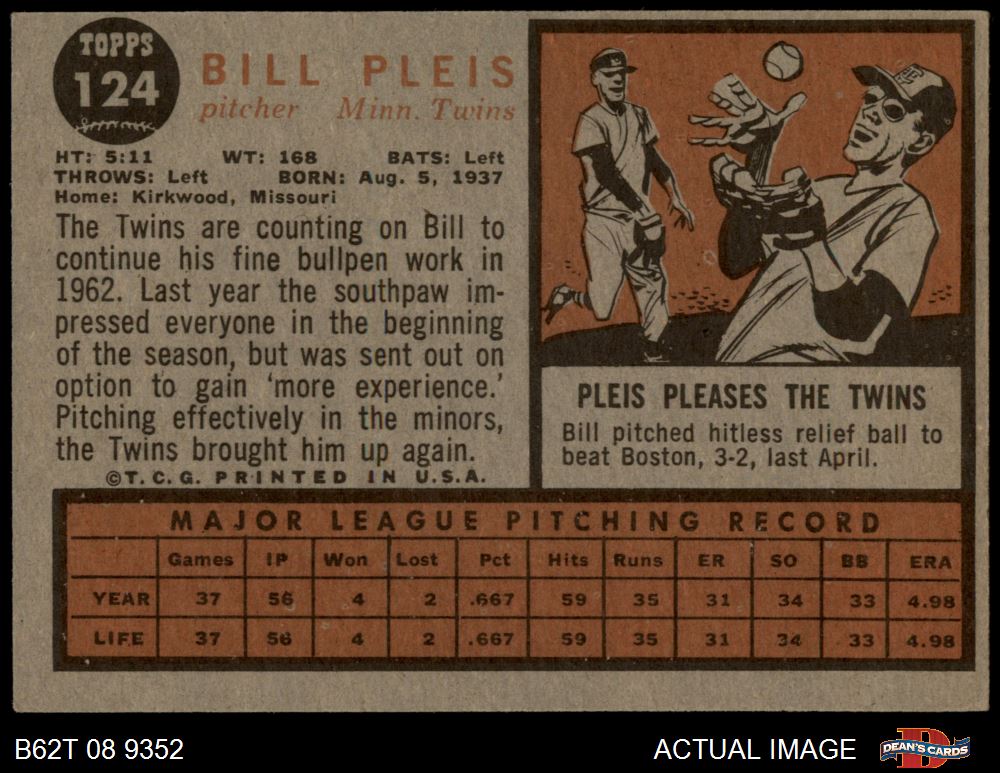 TOPPS
124
BILL PLEIS
pitcher Minn. Twins
HT: 5:11 WT: 168 BATS: Left
THROWS: Left BORN: Aug. 5, 1937
Home: Kirkwood, Missouri
The Twins are counting on Bill to
continue his fine bullpen work in
1962. Last year the southpaw im-
pressed everyone in the beginning
of the season, but was sent out on
option to gain 'more experience.'
Pitching effectively in the minors,
the Twins brought him up again.
©T.C.G. PRINTED IN U.S.A.
PLEIS PLEASES THE TWINS
Bill pitched hitless relief ball to
beat Boston, 3-2, last April.
MAJOR LEAGUE PITCHING RECORD
Games IP Won Lost Pct Hits Runs ER SO BB ERA
YEAR 37 56 4 2 .667 59 35 31 34 33 4.98
LIFE 37 56 4 2 .667 59 35 31 34 33 4.98
B62T 08 9352
ACTUAL IMAGE
DEAN'S CARDS